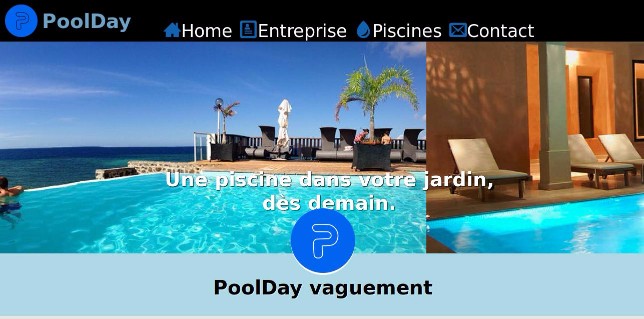 PoolDay
Home Entreprise Piscines Contact
Une piscine dans votre jardin,
dès demain.
PoolDay vaguement